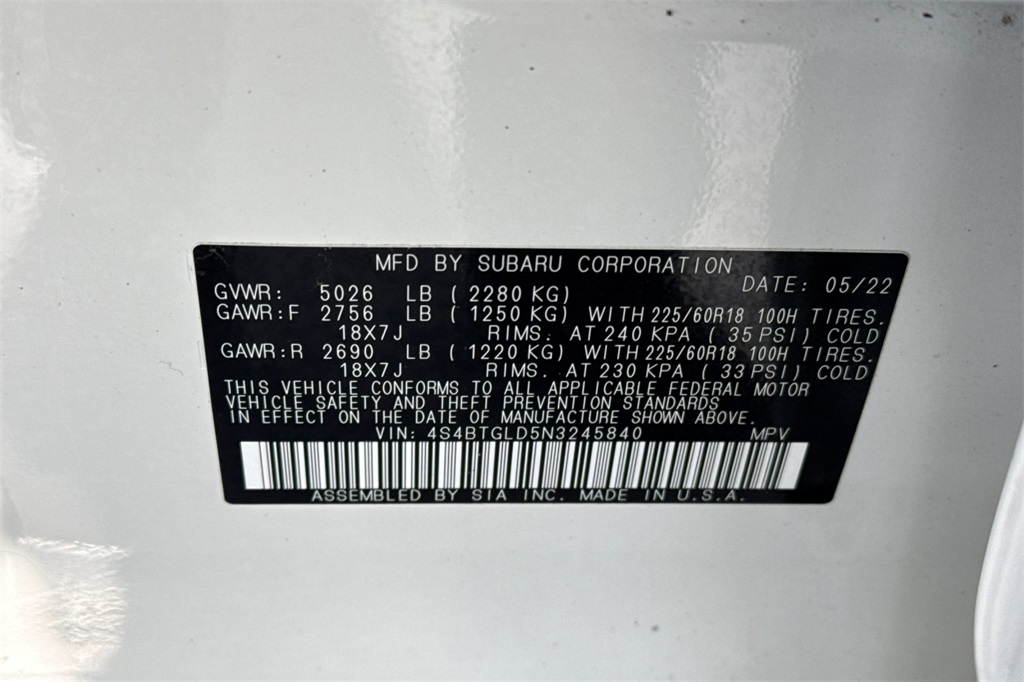 MFD BY SUBARU CORPORATION
DATE: 05/22
GVWR: 5026 LB ( 2280 KG)
GAWR:F 2756 LB ( 1250 KG) WITH 225/60R18 100H TIRES.
18X7J RIMS. AT 240 KPA ( 35 PSI) COLD
GAWR:R 2690 LB ( 1220 KG) WITH 225/60R18 100H TIRES.
18X7J RIMS. AT 230 KPA ( 33 PSI) COLD
THIS VEHICLE CONFORMS TO ALL APPLICABLE FEDERAL MOTOR
VEHICLE SAFETY AND THEFT PREVENTION STANDARDS
IN EFFECT ON THE DATE OF MANUFACTURE SHOWN ABOVE.
VIN: 4S4BTGLD5N3245840 MPV
ASSEMBLED BY SIA INC. MADE IN U.S.A.